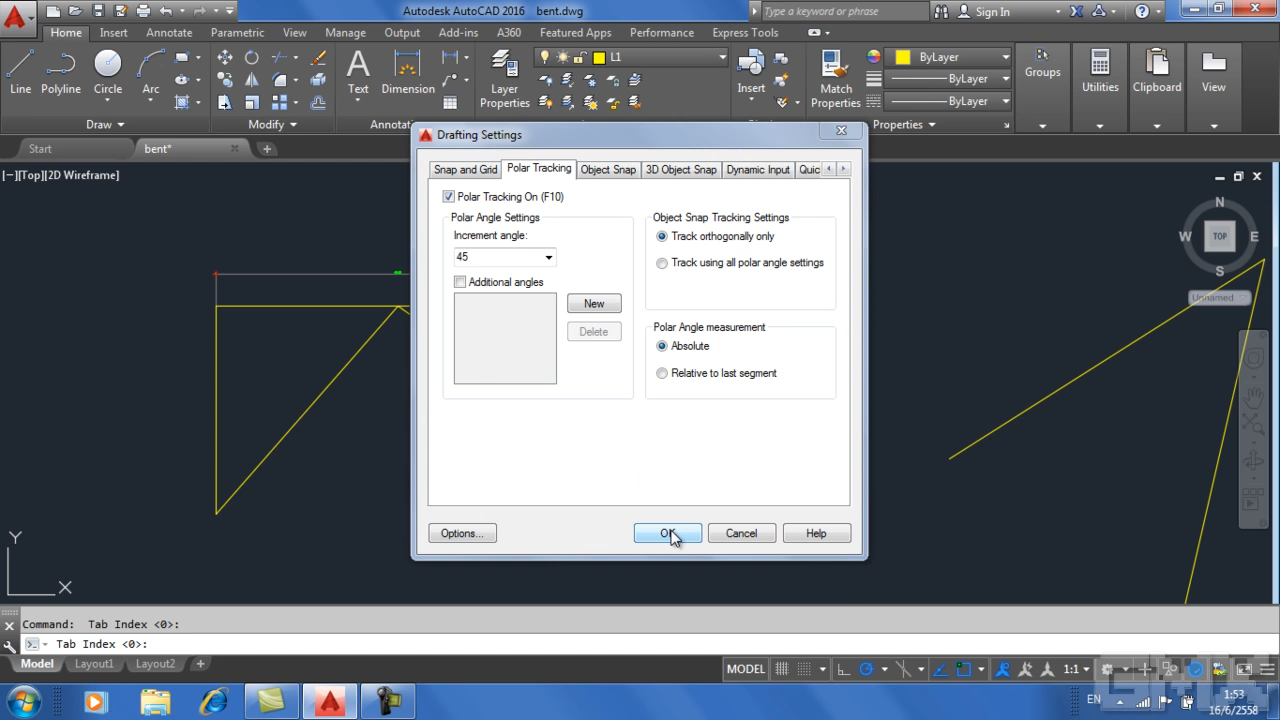 Autodesk AutoCAD 2016 bent.dwg
Type a keyword or phrase
Sign In
Home
Insert
Annotate
Parametric
View
Manage
Output
Add-ins
A360
Featured Apps
Performance
Express Tools
Line
Polyline
Circle
Arc
Draw
Modify
Text
Dimension
Layer
Properties
L1
Insert
Match
Properties
ByLayer
ByLayer
ByLayer
Properties
Groups
Utilities
Clipboard
View
Start
bent*
[−][Top][2D Wireframe]
Drafting Settings
Snap and Grid
Polar Tracking
Object Snap
3D Object Snap
Dynamic Input
Quic
Polar Tracking On (F10)
Polar Angle Settings
Increment angle:
45
Additional angles
New
Delete
Object Snap Tracking Settings
Track orthogonally only
Track using all polar angle settings
Polar Angle measurement
Absolute
Relative to last segment
Options...
OK
Cancel
Help
N
W
TOP
E
S
Unnamed
Y
X
Command: Tab Index <0>:
Tab Index <0>:
Model
Layout1
Layout2
MODEL
1:1
EN
1:53
16/6/2558